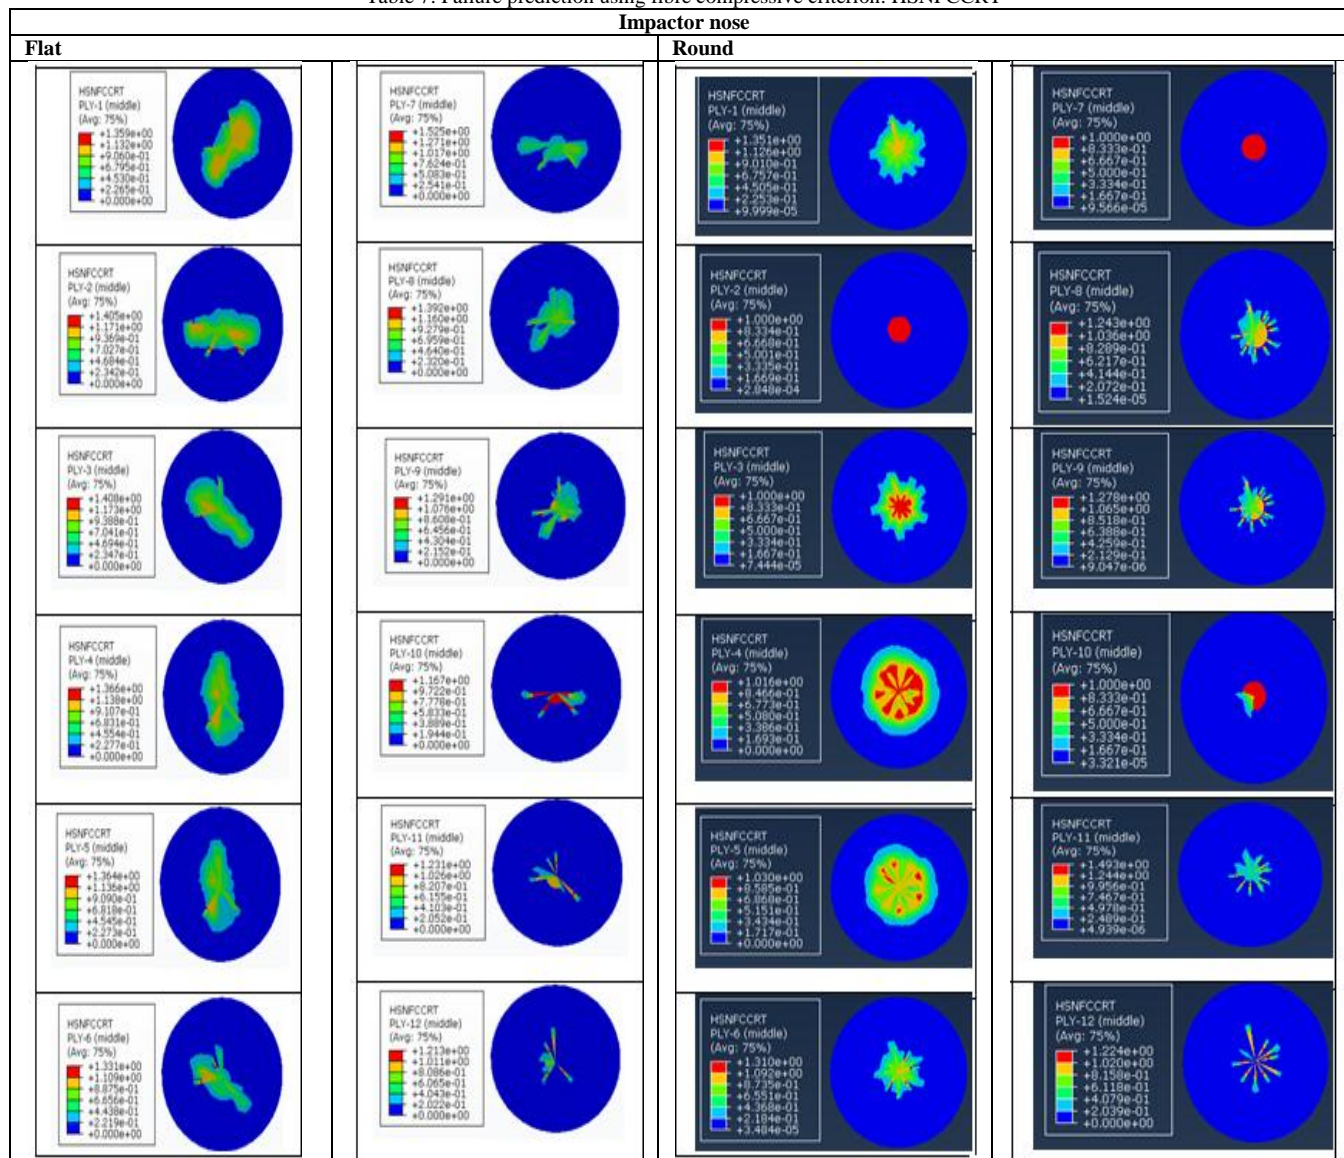 Table 7. Failure prediction using fibre compressive criterion: HSNFCCRT
Impactor nose
Flat
Round
HSNFCCRT
PLY-1 (middle)
(Avg: 75%)
+1.359e+00
+1.132e+00
+9.060e-01
+6.795e-01
+4.530e-01
+2.265e-01
+0.000e+00
HSNFCCRT
PLY-7 (middle)
(Avg: 75%)
+1.525e+00
+1.271e+00
+1.017e+00
+7.624e-01
+5.083e-01
+2.541e-01
+0.000e+00
HSNFCCRT
PLY-1 (middle)
(Avg: 75%)
+1.351e+00
+1.126e+00
+9.010e-01
+6.757e-01
+4.505e-01
+2.253e-01
+9.999e-05
HSNFCCRT
PLY-7 (middle)
(Avg: 75%)
+1.000e+00
+8.333e-01
+6.667e-01
+5.000e-01
+3.334e-01
+1.667e-01
+9.566e-05
HSNFCCRT
PLY-2 (middle)
(Avg: 75%)
+1.405e+00
+1.171e+00
+9.369e-01
+7.027e-01
+4.684e-01
+2.342e-01
+0.000e+00
HSNFCCRT
PLY-8 (middle)
(Avg: 75%)
+1.392e+00
+1.160e+00
+9.279e-01
+6.959e-01
+4.640e-01
+2.320e-01
+0.000e+00
HSNFCCRT
PLY-2 (middle)
(Avg: 75%)
+1.000e+00
+8.334e-01
+6.668e-01
+5.001e-01
+3.335e-01
+1.669e-01
+2.848e-04
HSNFCCRT
PLY-8 (middle)
(Avg: 75%)
+1.243e+00
+1.036e+00
+8.289e-01
+6.217e-01
+4.144e-01
+2.072e-01
+1.524e-05
HSNFCCRT
PLY-3 (middle)
(Avg: 75%)
+1.408e+00
+1.173e+00
+9.388e-01
+7.041e-01
+4.694e-01
+2.347e-01
+0.000e+00
HSNFCCRT
PLY-9 (middle)
(Avg: 75%)
+1.291e+00
+1.076e+00
+8.608e-01
+6.456e-01
+4.304e-01
+2.152e-01
+0.000e+00
HSNFCCRT
PLY-3 (middle)
(Avg: 75%)
+1.000e+00
+8.333e-01
+6.667e-01
+5.000e-01
+3.334e-01
+1.667e-01
+7.444e-05
HSNFCCRT
PLY-9 (middle)
(Avg: 75%)
+1.278e+00
+1.065e+00
+8.518e-01
+6.388e-01
+4.259e-01
+2.129e-01
+9.047e-06
HSNFCCRT
PLY-4 (middle)
(Avg: 75%)
+1.366e+00
+1.138e+00
+9.107e-01
+6.831e-01
+4.554e-01
+2.277e-01
+0.000e+00
HSNFCCRT
PLY-10 (middle)
(Avg: 75%)
+1.167e+00
+9.722e-01
+7.778e-01
+5.833e-01
+3.889e-01
+1.944e-01
+0.000e+00
HSNFCCRT
PLY-4 (middle)
(Avg: 75%)
+1.016e+00
+8.466e-01
+6.773e-01
+5.080e-01
+3.386e-01
+1.693e-01
+0.000e+00
HSNFCCRT
PLY-10 (middle)
(Avg: 75%)
+1.000e+00
+8.333e-01
+6.667e-01
+5.000e-01
+3.334e-01
+1.667e-01
+3.321e-05
HSNFCCRT
PLY-5 (middle)
(Avg: 75%)
+1.364e+00
+1.136e+00
+9.090e-01
+6.818e-01
+4.545e-01
+2.273e-01
+0.000e+00
HSNFCCRT
PLY-11 (middle)
(Avg: 75%)
+1.231e+00
+1.026e+00
+8.207e-01
+6.155e-01
+4.103e-01
+2.052e-01
+0.000e+00
HSNFCCRT
PLY-5 (middle)
(Avg: 75%)
+1.030e+00
+8.585e-01
+6.868e-01
+5.151e-01
+3.434e-01
+1.717e-01
+0.000e+00
HSNFCCRT
PLY-11 (middle)
(Avg: 75%)
+1.493e+00
+1.244e+00
+9.956e-01
+7.467e-01
+4.978e-01
+2.489e-01
+4.939e-06
HSNFCCRT
PLY-6 (middle)
(Avg: 75%)
+1.331e+00
+1.109e+00
+8.875e-01
+6.656e-01
+4.438e-01
+2.219e-01
+0.000e+00
HSNFCCRT
PLY-12 (middle)
(Avg: 75%)
+1.213e+00
+1.011e+00
+8.086e-01
+6.065e-01
+4.043e-01
+2.022e-01
+0.000e+00
HSNFCCRT
PLY-6 (middle)
(Avg: 75%)
+1.310e+00
+1.092e+00
+8.735e-01
+6.551e-01
+4.368e-01
+2.184e-01
+3.484e-05
HSNFCCRT
PLY-12 (middle)
(Avg: 75%)
+1.224e+00
+1.020e+00
+8.158e-01
+6.118e-01
+4.079e-01
+2.039e-01
+0.000e+00